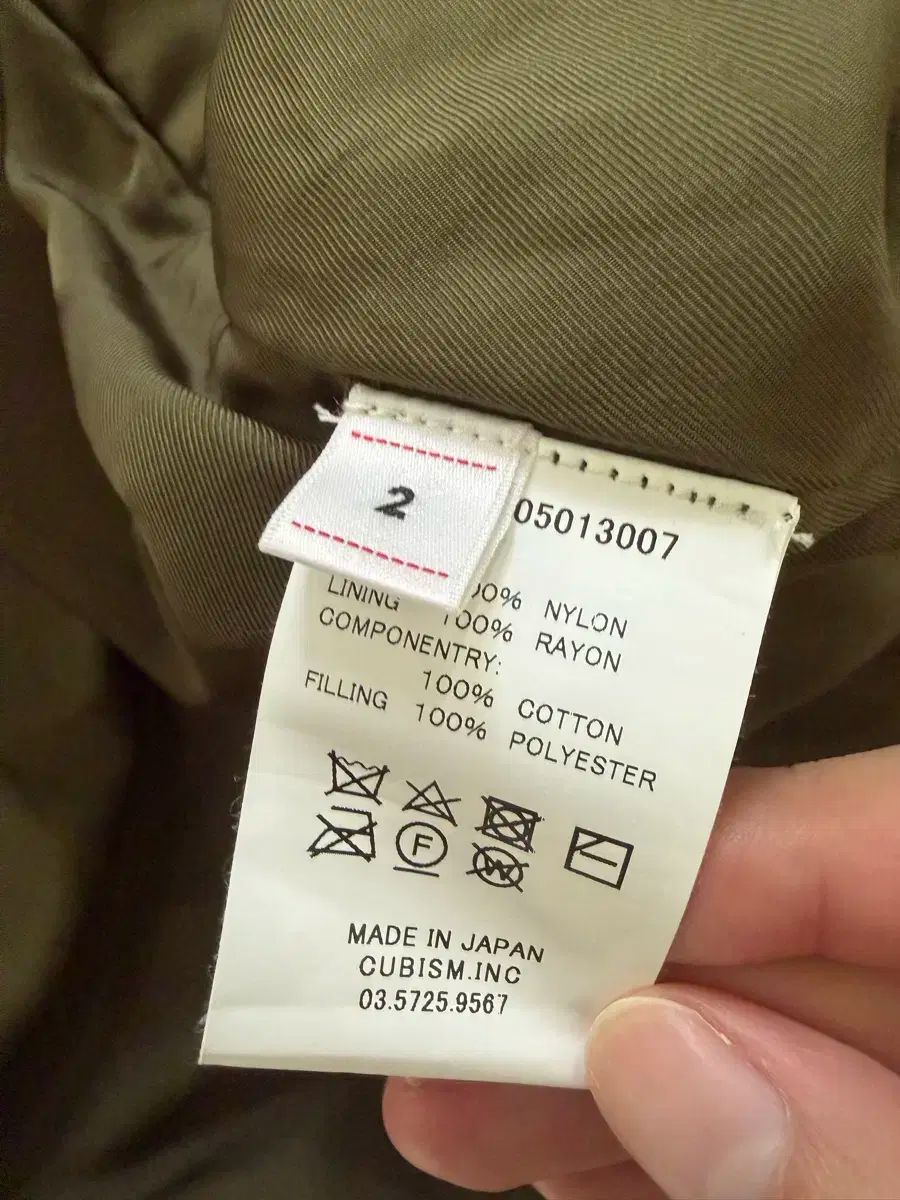 2
05013007
NYLON
LINING 100% RAYON
COMPONENTRY:
100% COTTON
FILLING 100% POLYESTER
F
W
MADE IN JAPAN
CUBISM.INC
03.5725.9567